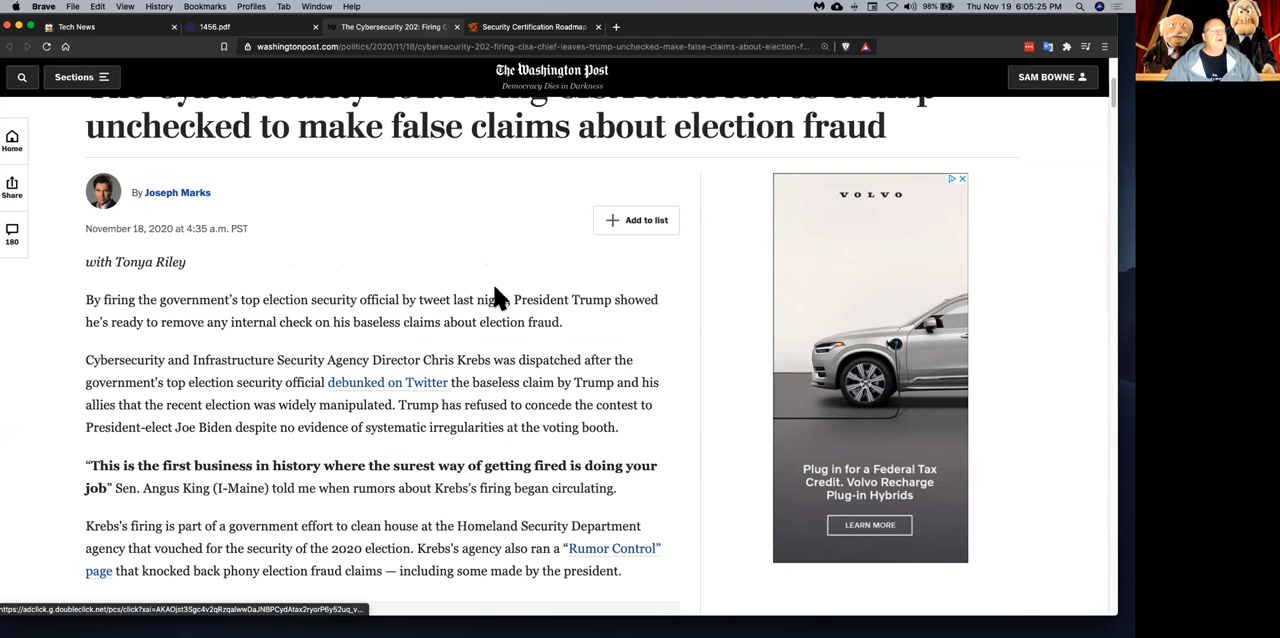 Brave File Edit View History Bookmarks Profiles Tab Window Help 98% Thu Nov 19 6:05:25 PM
Tech News 1456.pdf The Cybersecurity 202: Firing C Security Certification Roadmap
washingtonpost.com/politics/2020/11/18/cybersecurity-202-firing-cisa-chief-leaves-trump-unchecked-make-false-claims-about-election-f...
Sections The Washington Post SAM BOWNE
Democracy Dies in Darkness
unchecked to make false claims about election fraud
Home
Share
180
By Joseph Marks
Add to list
November 18, 2020 at 4:35 a.m. PST
with Tonya Riley
By firing the government's top election security official by tweet last President Trump showed
he's ready to remove any internal check on his baseless claims about election fraud.
Cybersecurity and Infrastructure Security Agency Director Chris Krebs was dispatched after the
government's top election security official debunked on Twitter the baseless claim by Trump and his
allies that the recent election was widely manipulated. Trump has refused to concede the contest to
President-elect Joe Biden despite no evidence of systematic irregularities at the voting booth.
“This is the first business in history where the surest way of getting fired is doing your
job” Sen. Angus King (I-Maine) told me when rumors about Krebs's firing began circulating.
Krebs's firing is part of a government effort to clean house at the Homeland Security Department
agency that vouched for the security of the 2020 election. Krebs's agency also ran a “Rumor Control”
page that knocked back phony election fraud claims — including some made by the president.
VOLVO
Plug in for a Federal Tax
Credit. Volvo Recharge
Plug-in Hybrids
LEARN MORE